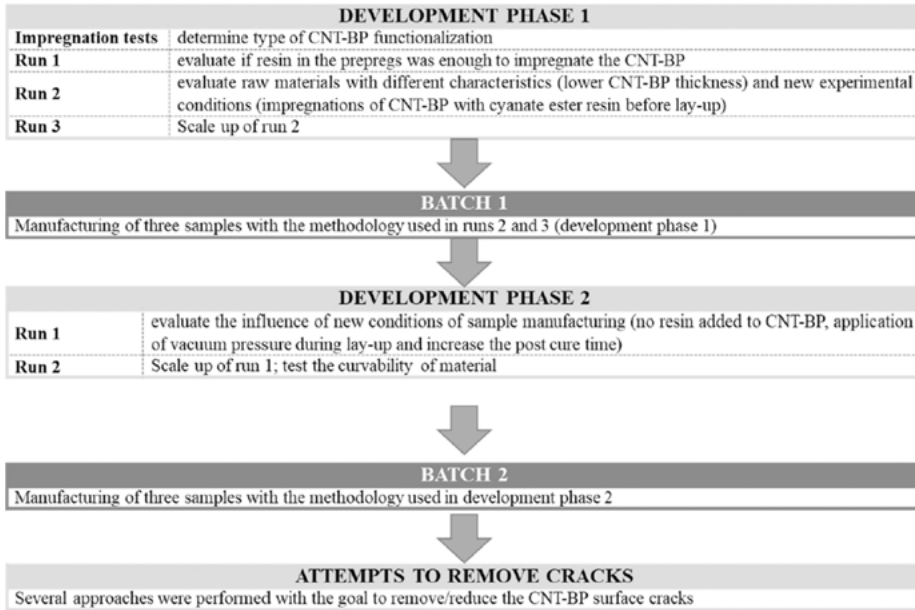 DEVELOPMENT PHASE 1
Impregnation tests determine type of CNT-BP functionalization
Run 1 evaluate if resin in the prepregs was enough to impregnate the CNT-BP
evaluate raw materials with different characteristics (lower CNT-BP thickness) and new experimental
Run 2
conditions (impregnations of CNT-BP with cyanate ester resin before lay-up)
Run 3 Scale up of run 2
BATCH 1
Manufacturing of three samples with the methodology used in runs 2 and 3 (development phase 1)
DEVELOPMENT PHASE 2
evaluate the influence of new conditions of sample manufacturing (no resin added to CNT-BP, application
Run 1
of vacuum pressure during lay-up and increase the post cure time)
Run 2 Scale up of run 1; test the curvability of material
BATCH 2
Manufacturing of three samples with the methodology used in development phase 2
ATTEMPTS TO REMOVE CRACKS
Several approaches were performed with the goal to remove/reduce the CNT-BP surface cracks